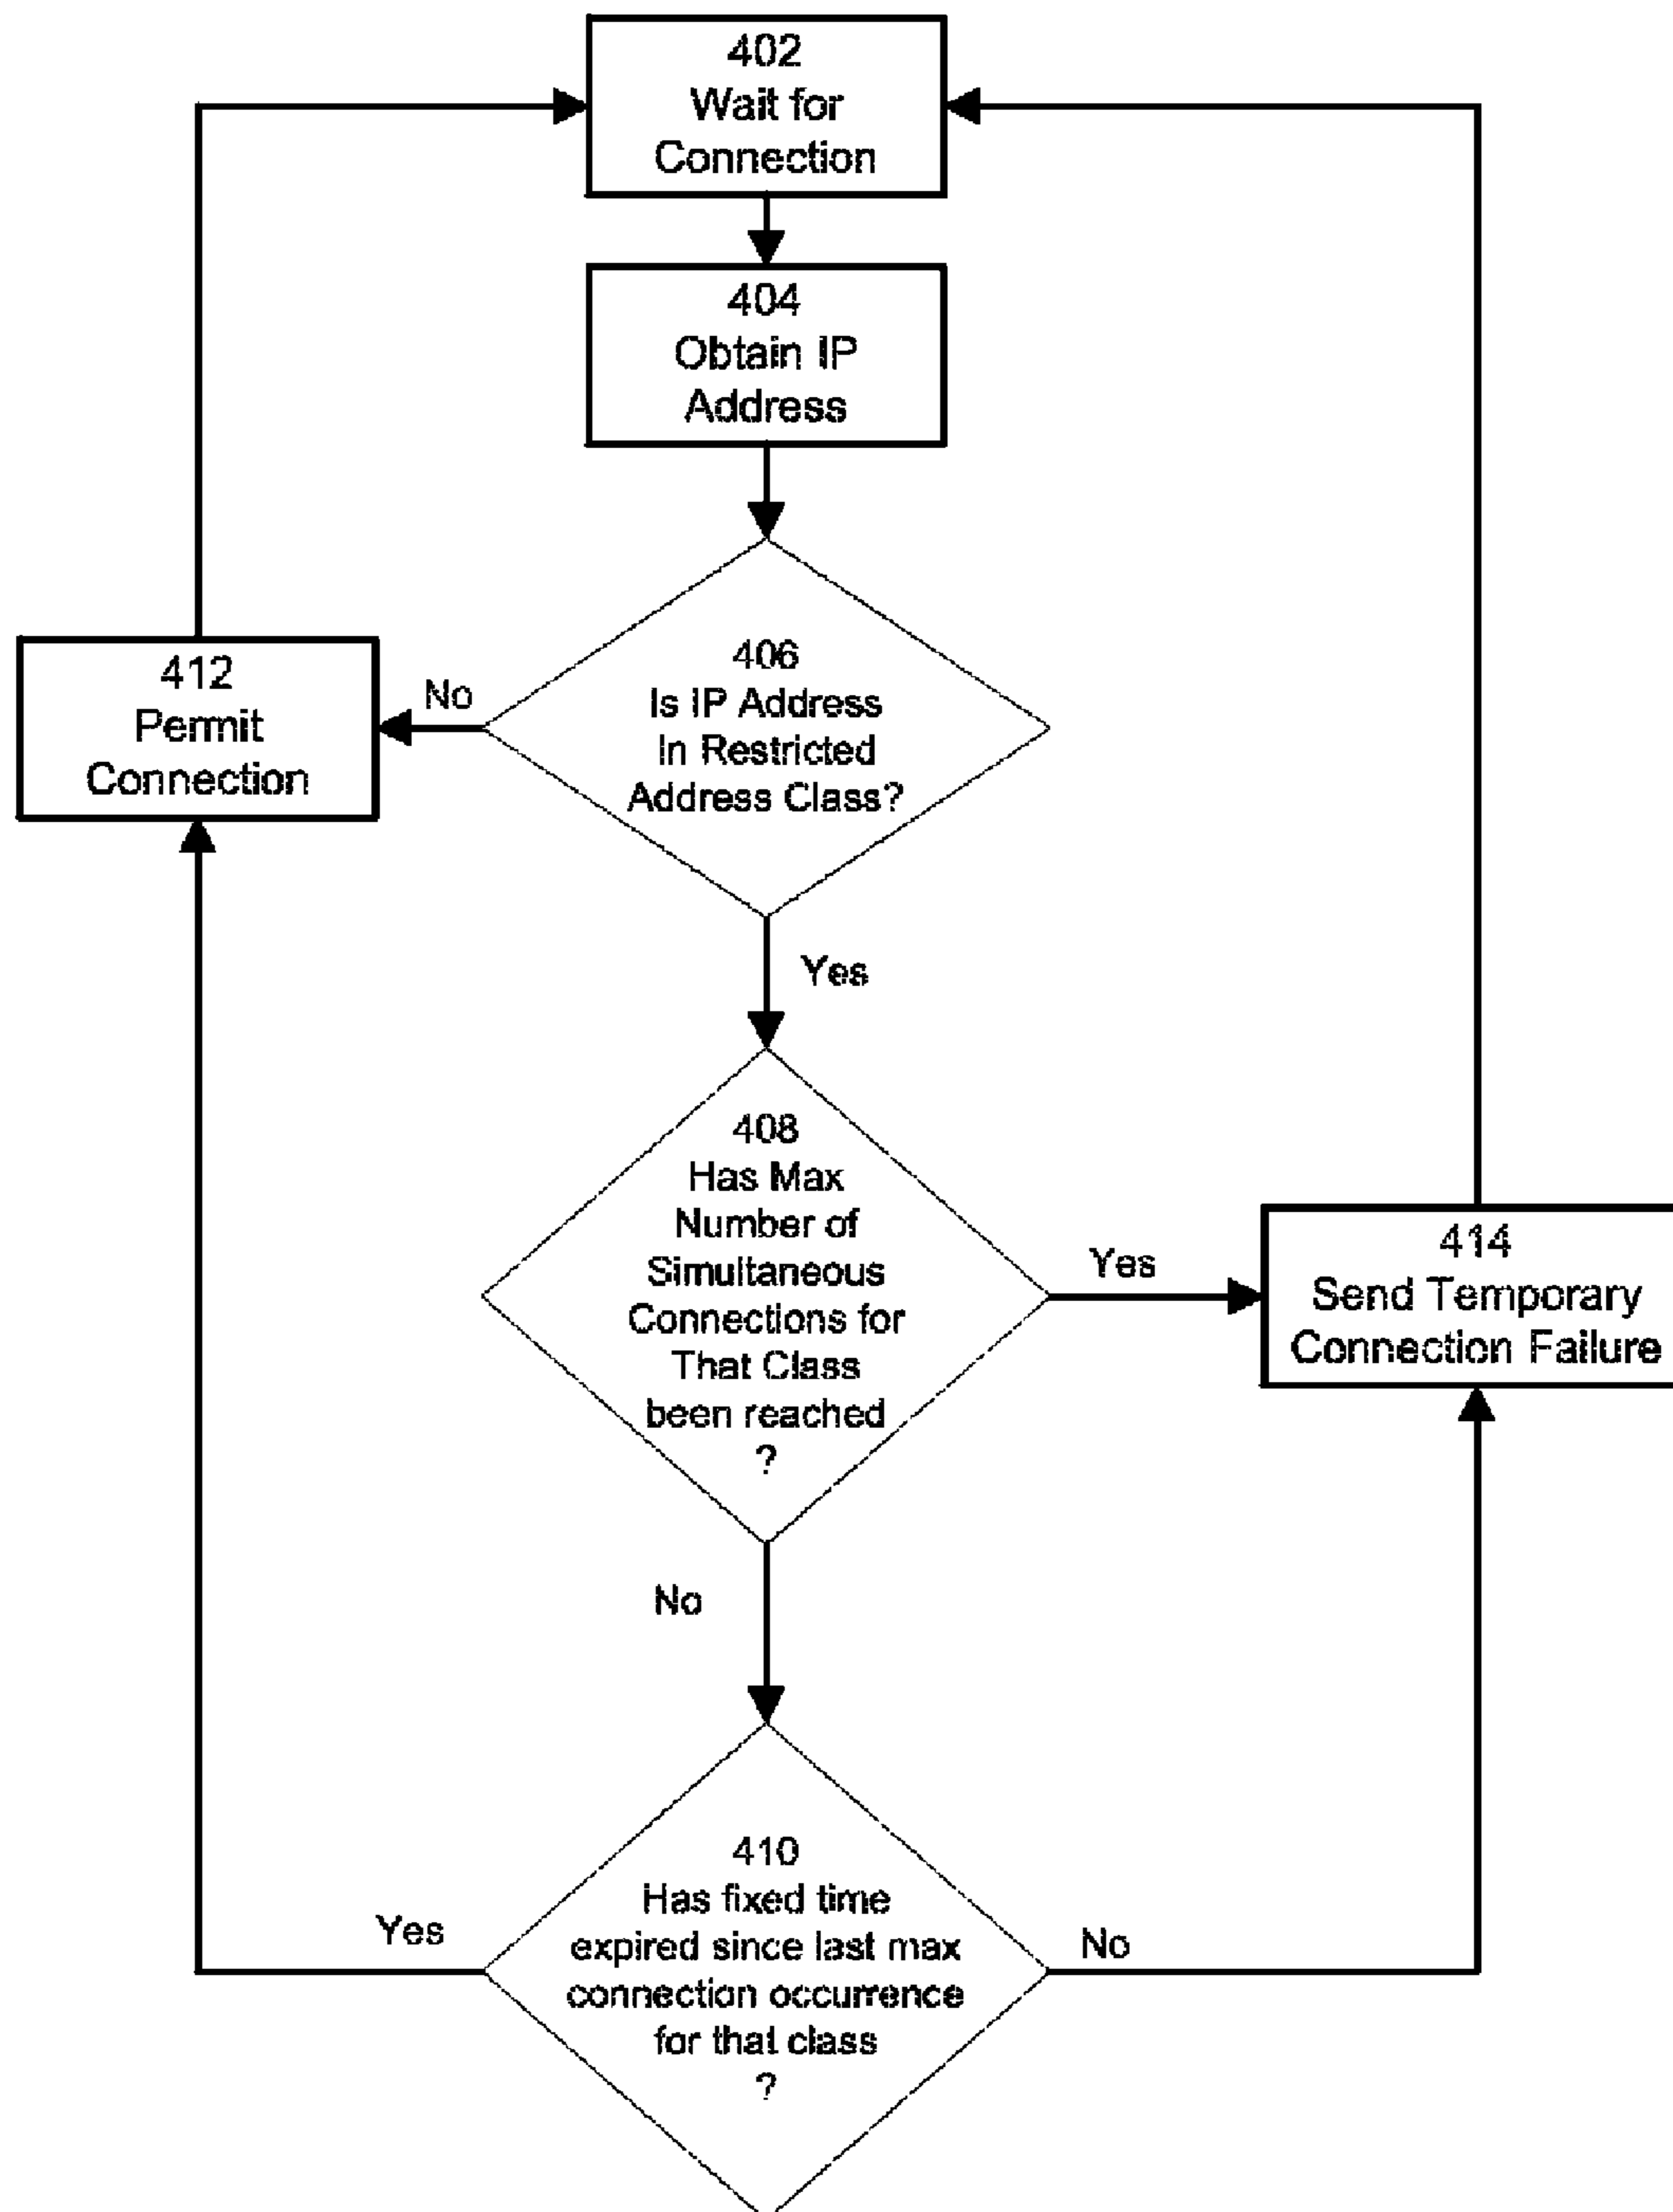 402
Wait for
Connection
404
Obtain IP
Address
406
Is IP Address
In Restricted
Address Class?
No
412
Permit
Connection
Yes
408
Has Max
Number of
Simultaneous
Connections for
That Class
been reached
?
Yes
414
Send Temporary
Connection Failure
No
410
Has fixed time
expired since last max
connection occurrence
for that class
?
Yes
No